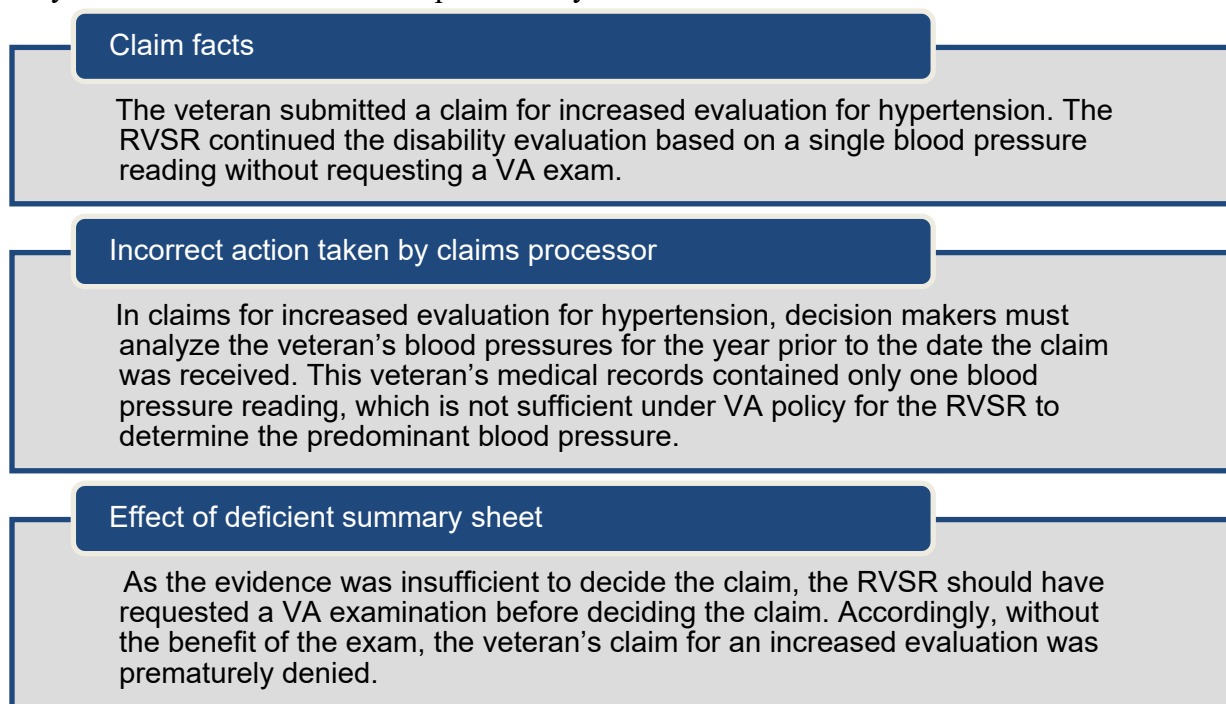 Claim facts
The veteran submitted a claim for increased evaluation for hypertension. The
RVSR continued the disability evaluation based on a single blood pressure
reading without requesting a VA exam.
Incorrect action taken by claims processor
In claims for increased evaluation for hypertension, decision makers must
analyze the veteran’s blood pressures for the year prior to the date the claim
was received. This veteran’s medical records contained only one blood
pressure reading, which is not sufficient under VA policy for the RVSR to
determine the predominant blood pressure.
Effect of deficient summary sheet
As the evidence was insufficient to decide the claim, the RVSR should have
requested a VA examination before deciding the claim. Accordingly, without
the benefit of the exam, the veteran’s claim for an increased evaluation was
prematurely denied.